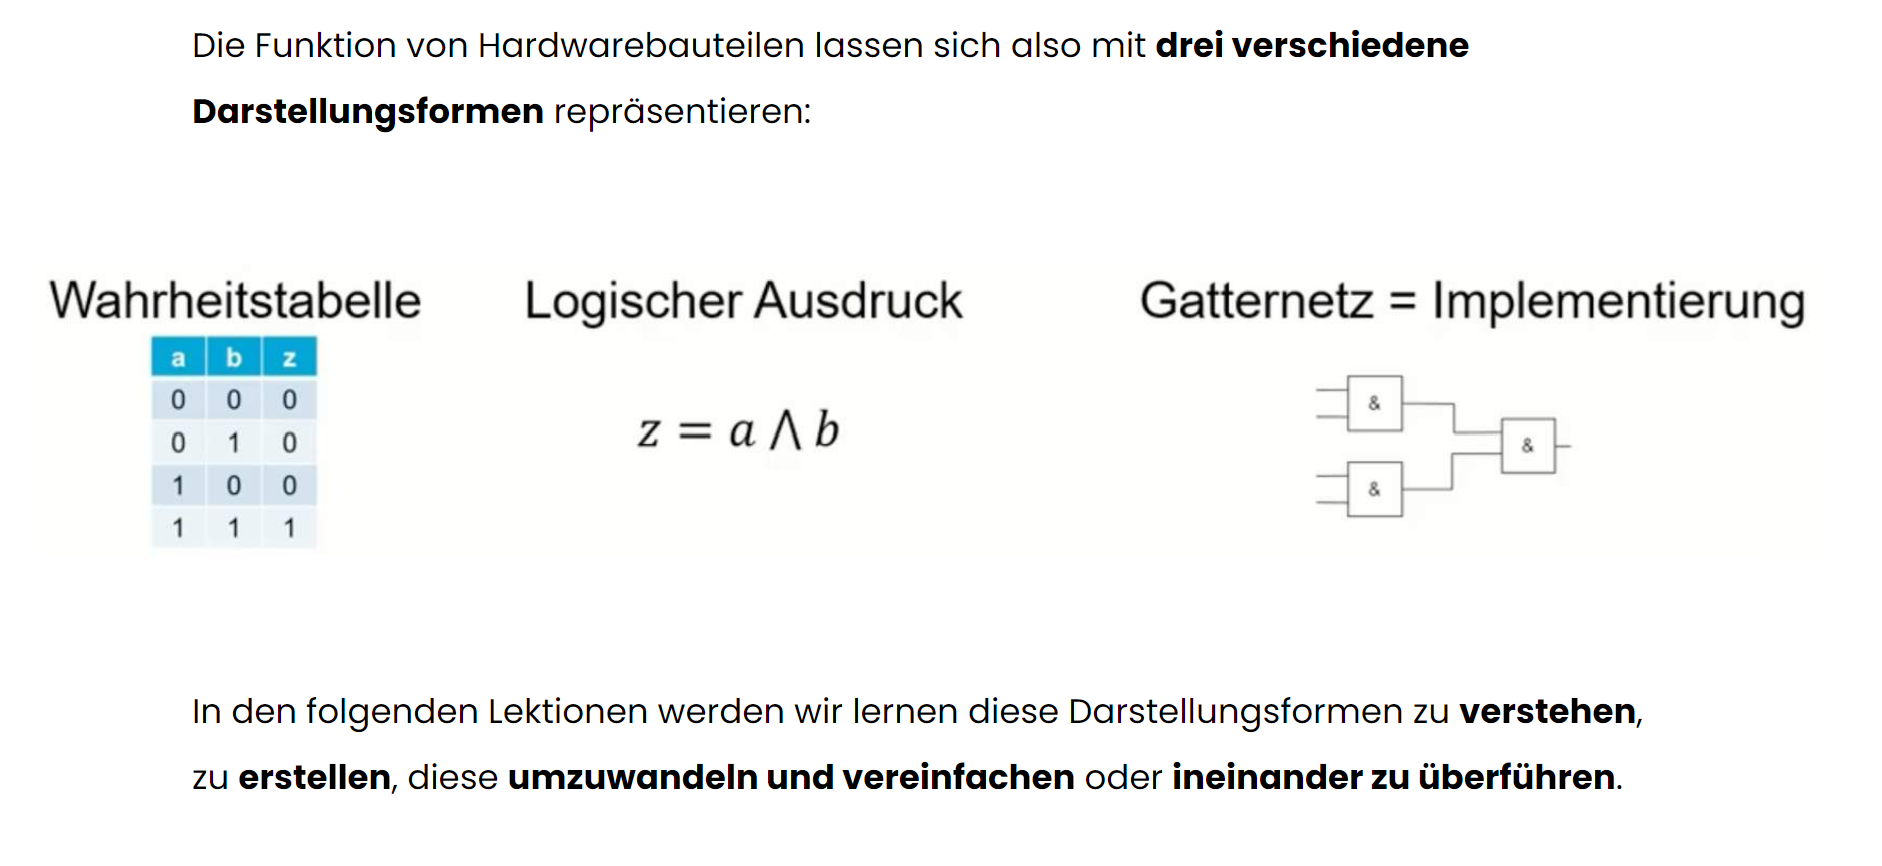 Die Funktion von Hardwarebauteilen lassen sich also mit drei verschiedene
Darstellungsformen repräsentieren:
Wahrheitstabelle
a b z
0 0 0
0 1 0
1 0 0
1 1 1
Logischer Ausdruck
z = a ⋀ b
Gatternetz = Implementierung
&
&
&
In den folgenden Lektionen werden wir lernen diese Darstellungsformen zu verstehen,
zu erstellen, diese umzuwandeln und vereinfachen oder ineinander zu überführen.